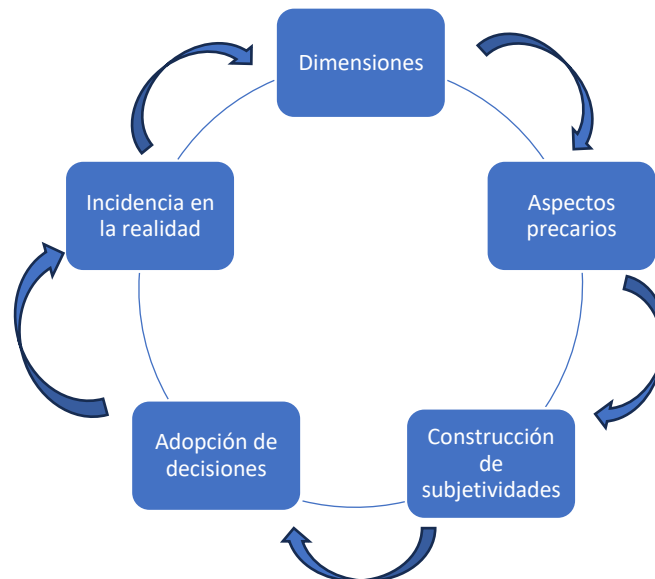 Dimensiones
Aspectos
precarios
Construcción
de
subjetividades
Adopción de
decisiones
Incidencia en
la realidad